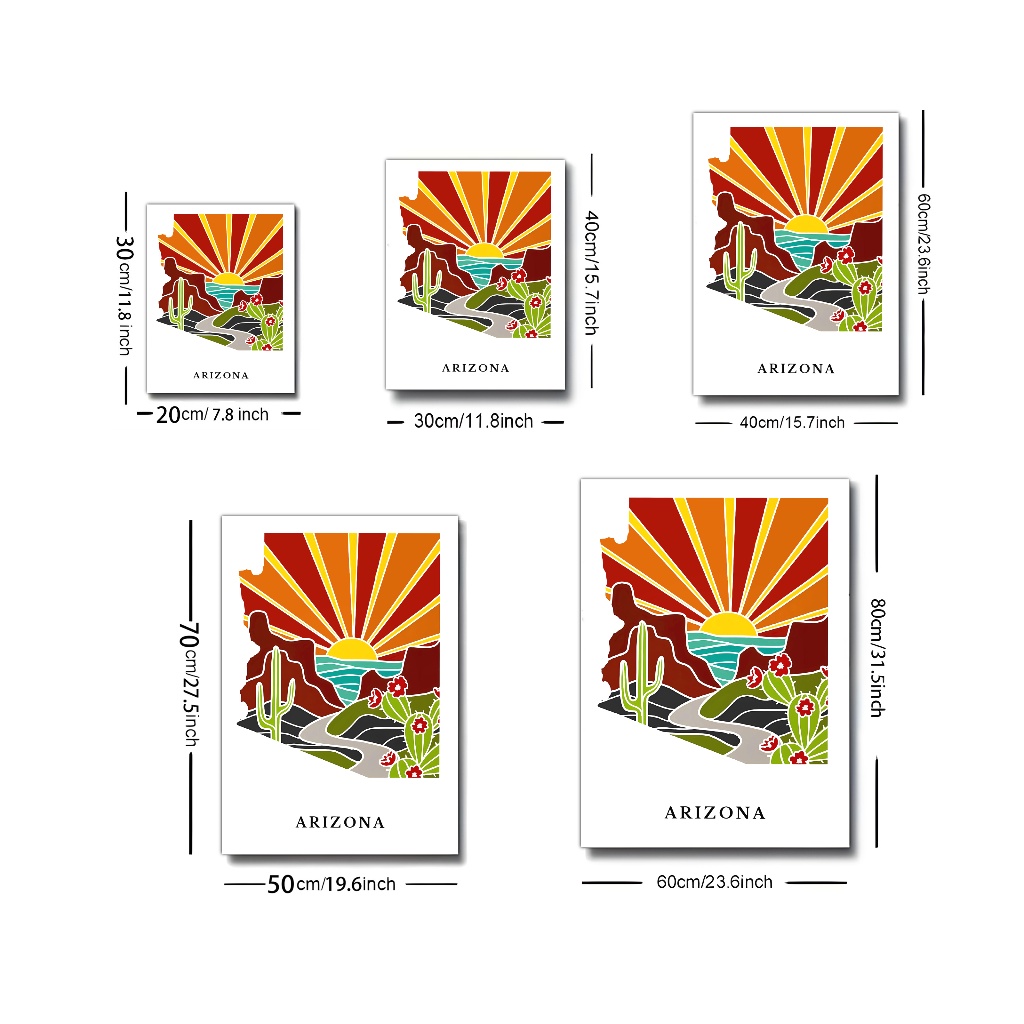 30cm/11.8 inch
ARIZONA
20cm/ 7.8 inch
40cm/15.7inch
ARIZONA
30cm/11.8inch
60cm/23.6inch
ARIZONA
40cm/15.7inch
70cm/27.5inch
ARIZONA
50cm/19.6inch
80cm/31.5inch
ARIZONA
60cm/23.6inch